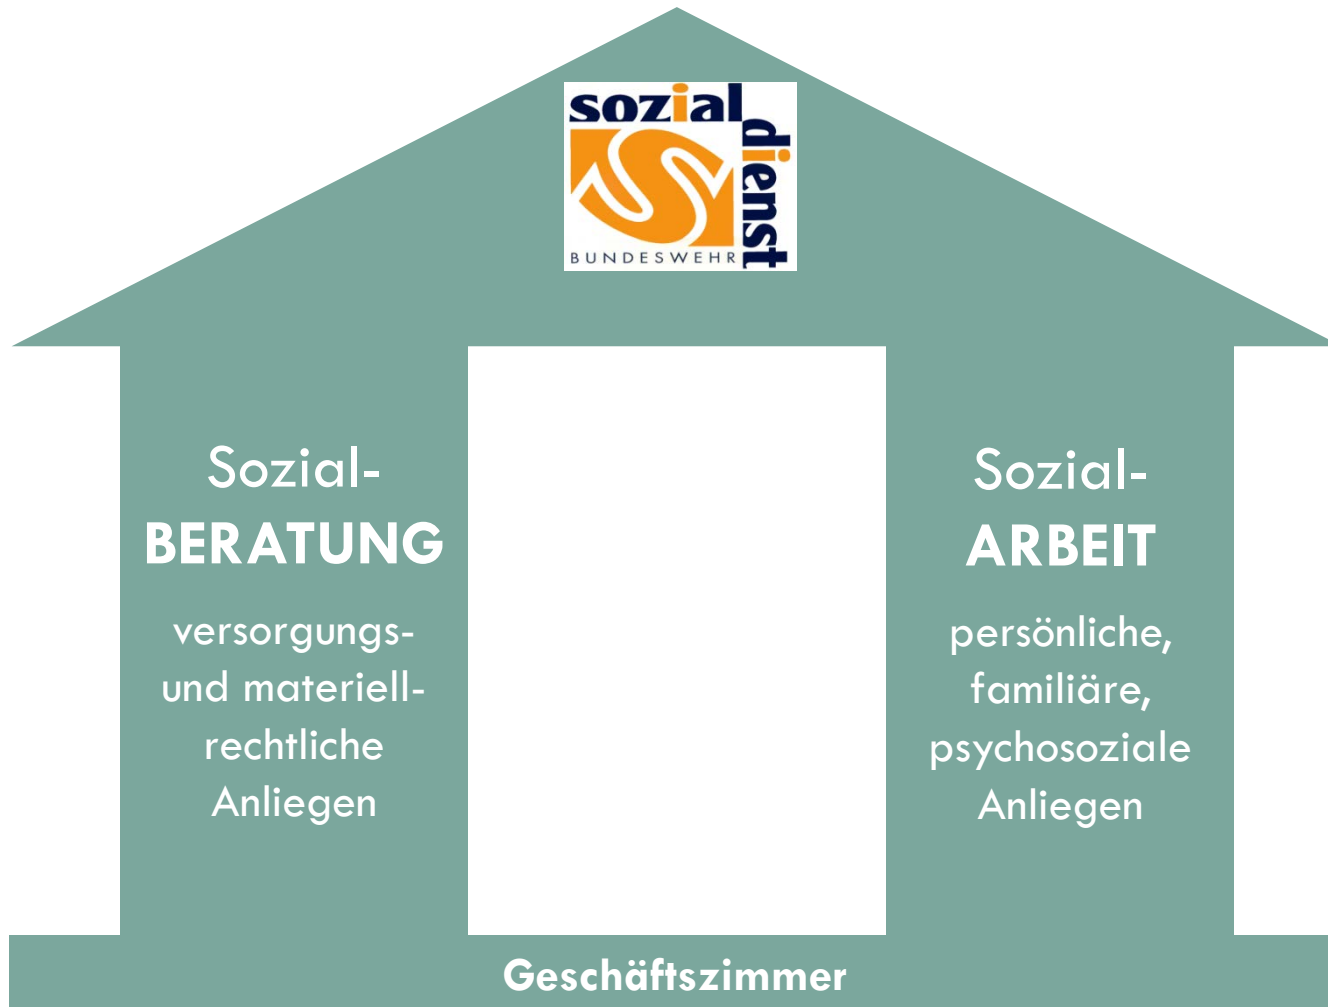 sozial
dienst
BUNDESWEHR
Sozial-
BERATUNG
versorgungs-
und materiell-
rechtliche
Anliegen
Sozial-
ARBEIT
persönliche,
familiäre,
psychosoziale
Anliegen
Geschäftszimmer